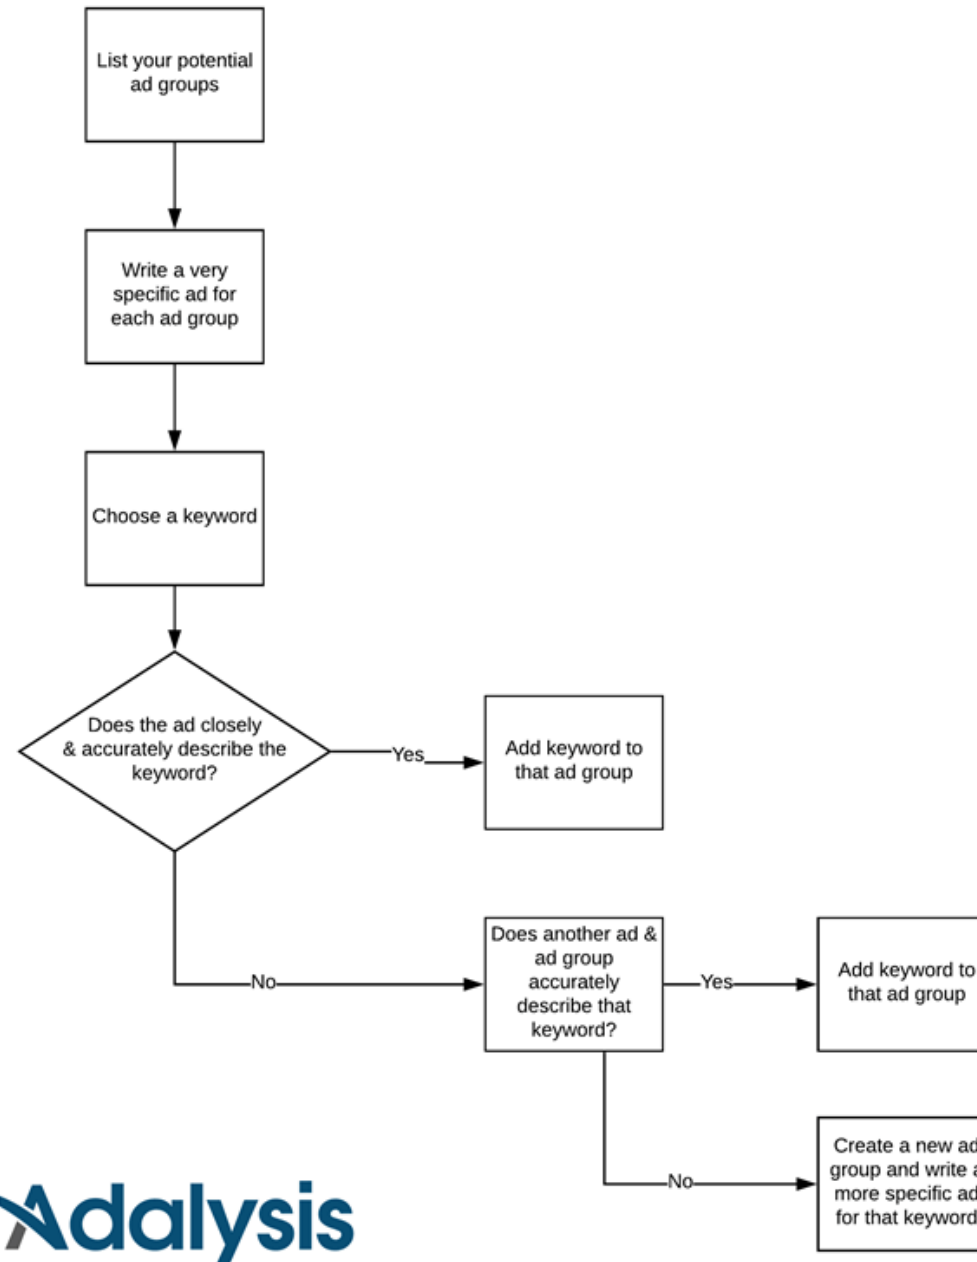 List your potential
ad groups
Write a very
specific ad for
each ad group
Choose a keyword
Does the ad closely
& accurately describe the
keyword?
Yes
Add keyword to
that ad group
No
Does another ad &
ad group
accurately
describe that
keyword?
Yes
Add keyword to
that ad group
No
Create a new ad
group and write a
more specific ad
for that keyword
Adalysis